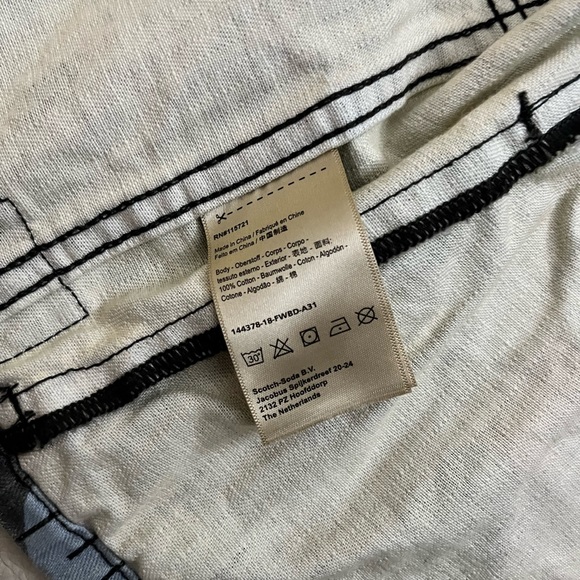 RN#115721
Made in China / Fabriqué en Chine
Feito em China / 中国制造
Body - Oberstoff - Corps - Corpo -
tessuto esterno - Exterior - 表地 - 面料:
100% Cotton - Baumwolle - Coton - Algodón -
Cotone - Algodão - 綿 - 棉
144378-18-FWBD-A31
30°
Scotch-Soda B.V.
Jacobus Spijkerdreef 20-24
2132 PZ Hoofddorp
The Netherlands